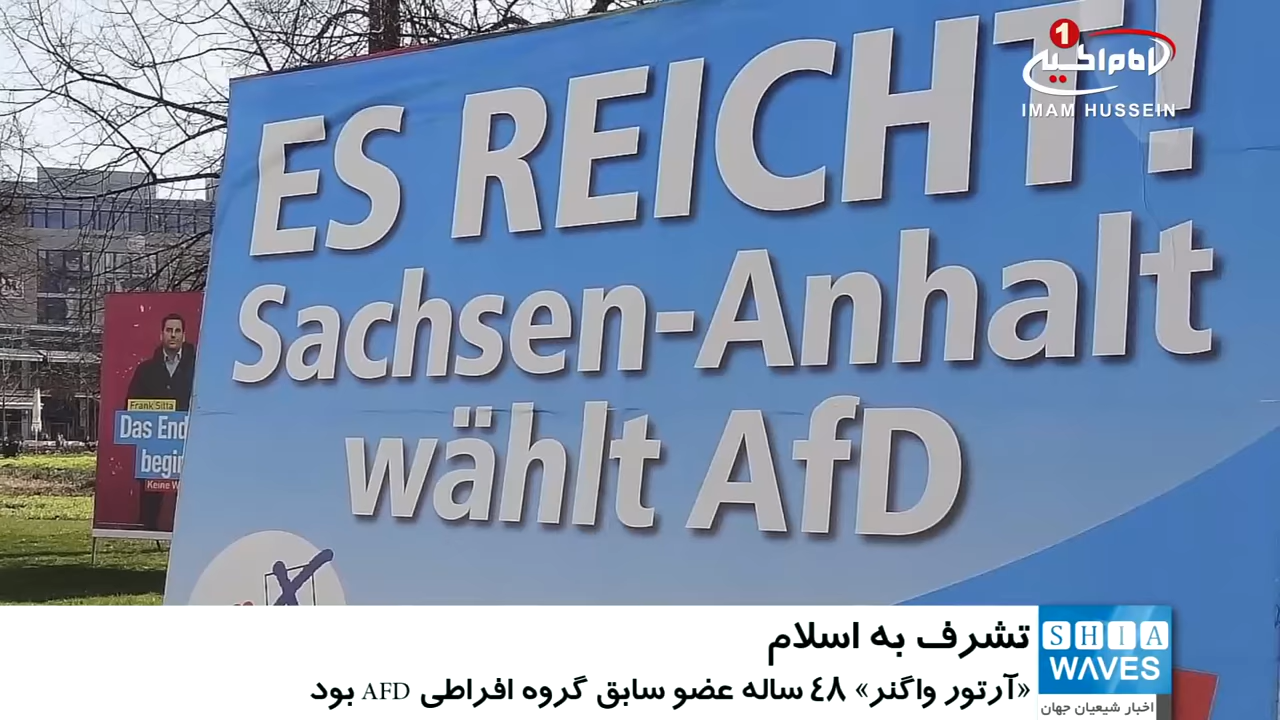 ES REICHT!
Sachsen-Anhalt
wählt AfD
1
امام حسین
IMAM HUSSEIN
Frank Sitta
Das End
begin
Keine W
تشرف به اسلام
«آرتور واگنر» ٤٨ ساله عضو سابق گروه افراطی AFD بود
SHIA
WAVES
اخبار شیعیان جهان